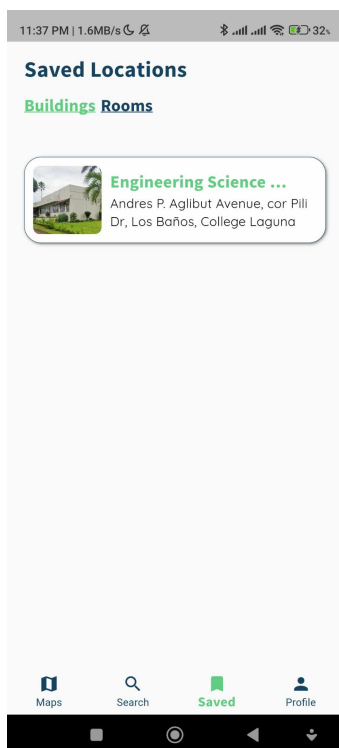 11:37 PM | 1.6MB/s 32%
Saved Locations
Buildings Rooms
Engineering Science ...
Andres P. Aglibut Avenue, cor Pili
Dr, Los Baños, College Laguna
Maps Search Saved Profile